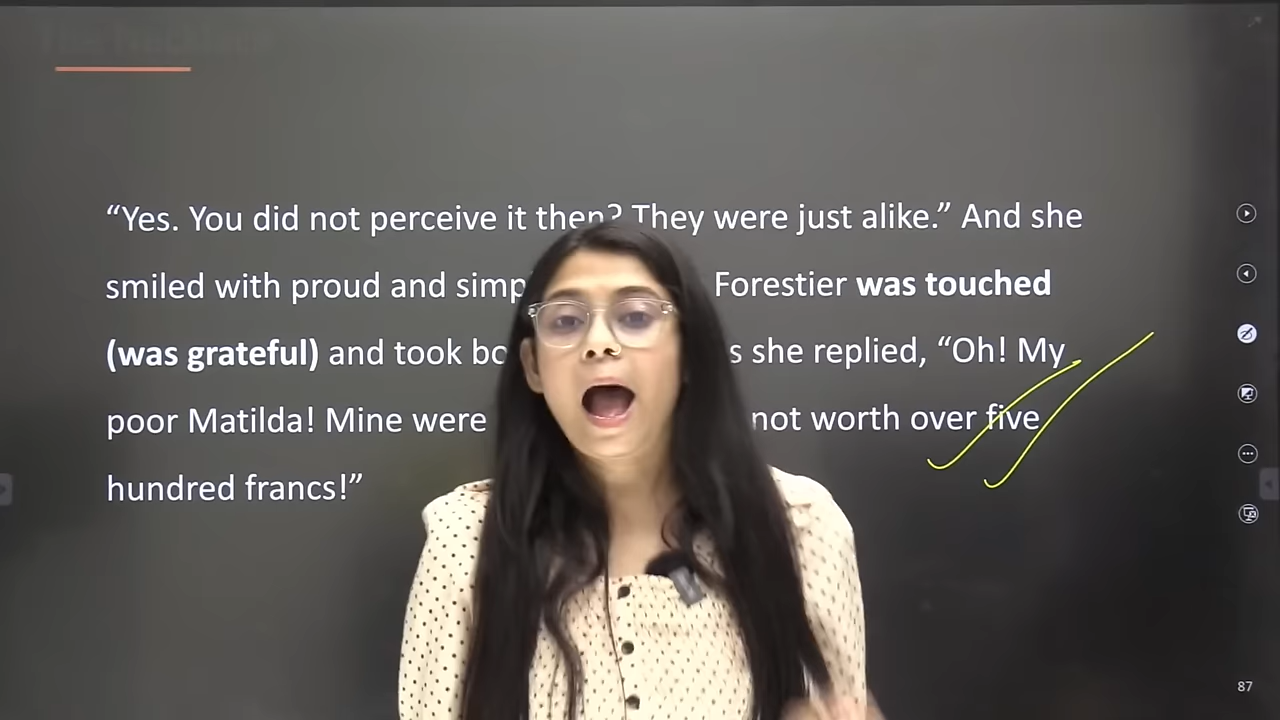 The Necklace
“Yes. You did not perceive it then? They were just alike.” And she
smiled with proud and simp Forestier was touched
(was grateful) and took bo s she replied, “Oh! My
poor Matilda! Mine were not worth over five
hundred francs!”
87